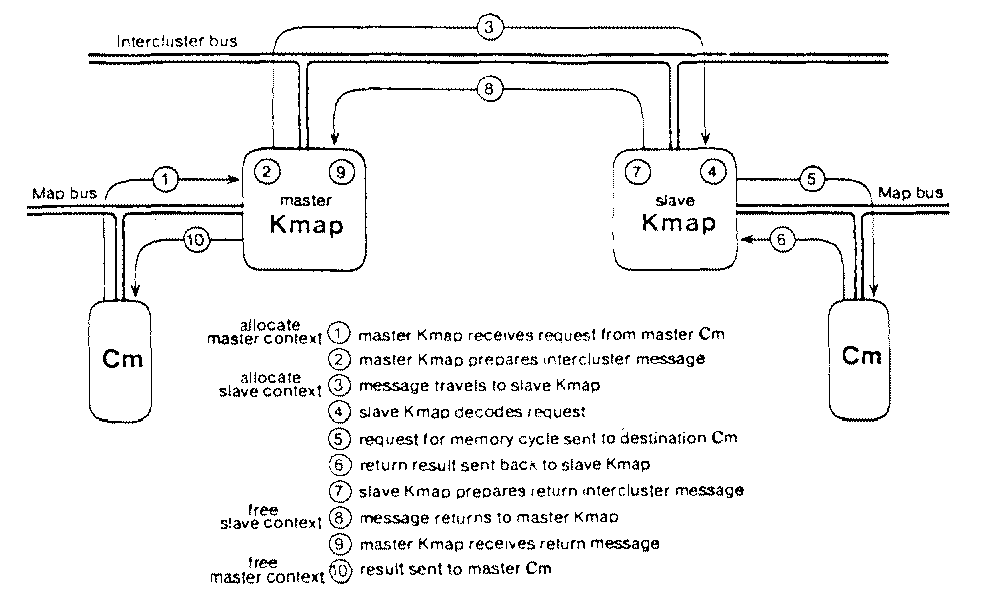 Intercluster bus
3
8
2
9
master
Kmap
7
4
slave
Kmap
Map bus
1
10
5
Map bus
6
Cm
Cm
allocate
master context
1 master Kmap receives request from master Cm
2 master Kmap prepares intercluster message
allocate
slave context
3 message travels to slave Kmap
4 slave Kmap decodes request
5 request for memory cycle sent to destination Cm
6 return result sent back to slave Kmap
7 slave Kmap prepares return intercluster message
free
slave context
8 message returns to master Kmap
9 master Kmap receives return message
free
master context
10 result sent to master Cm